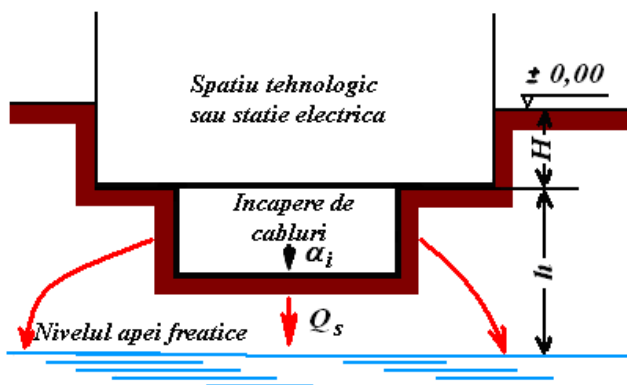 ± 0,00
Spatiu tehnologic
sau statie electrica
H
Incapere de
cabluri
αi
h
Qs
Nivelul apei freatice